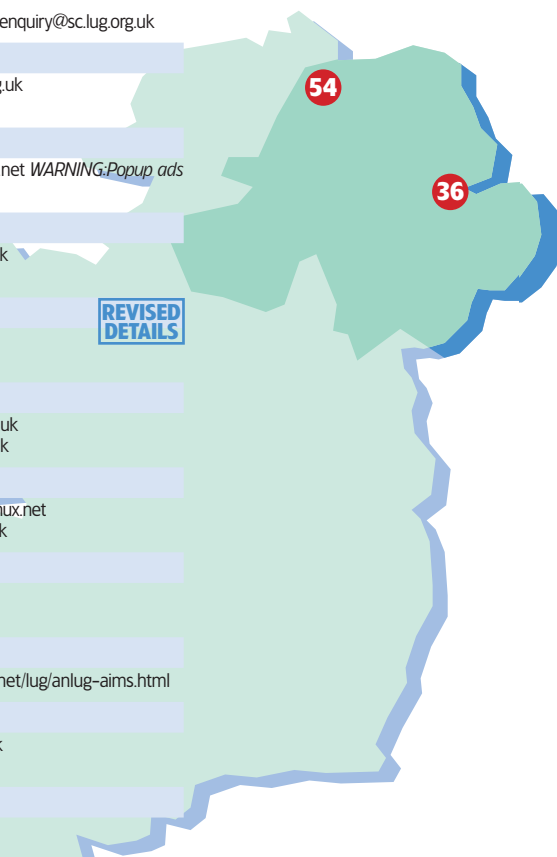 enquiry@sc.lug.org.uk
g.uk
.net WARNING:Popup ads
k
REVISED
DETAILS
uk
k
nux.net
k
net/lug/anlug-aims.html
k
54
36